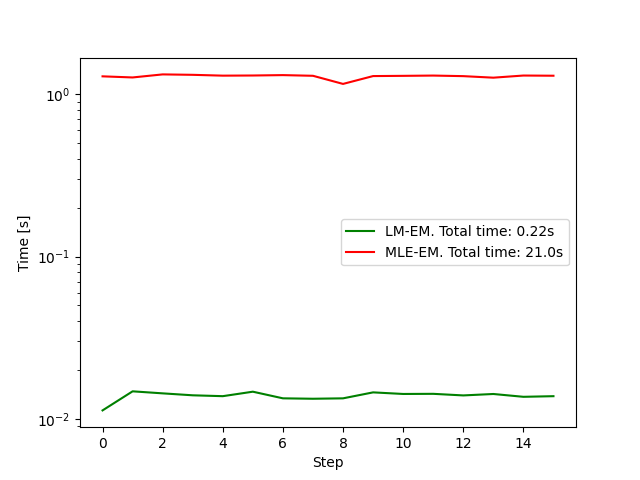 10⁰
10⁻¹
10⁻²
Time [s]
LM-EM. Total time: 0.22s
MLE-EM. Total time: 21.0s
0 2 4 6 8 10 12 14
Step